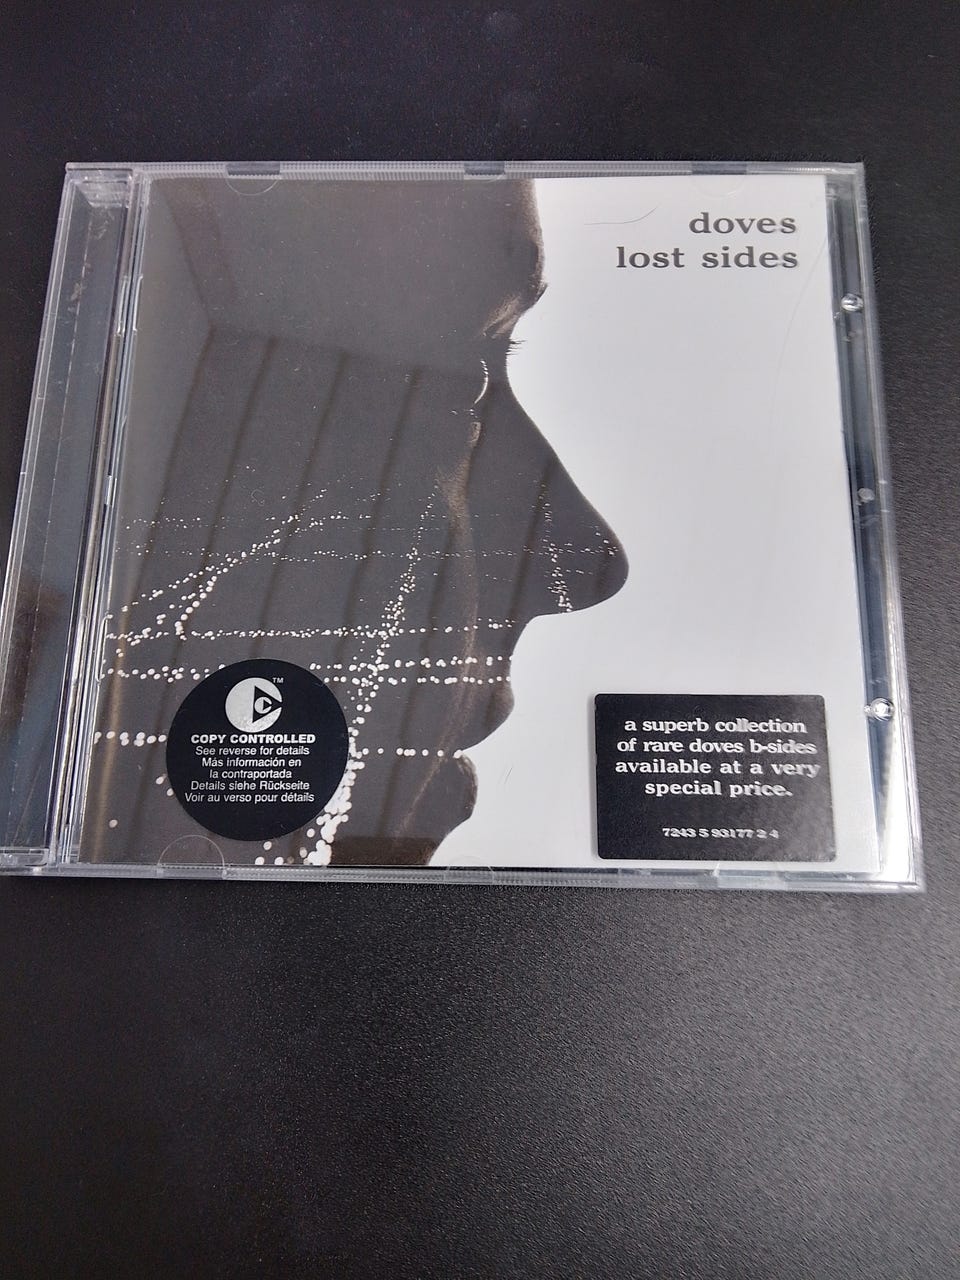 doves
lost sides
TM
COPY CONTROLLED
See reverse for details
Más información en
la contraportada
Details siehe Rückseite
Voir au verso pour détails
a superb collection
of rare doves b-sides
available at a very
special price.
7243 5 93177 2 4